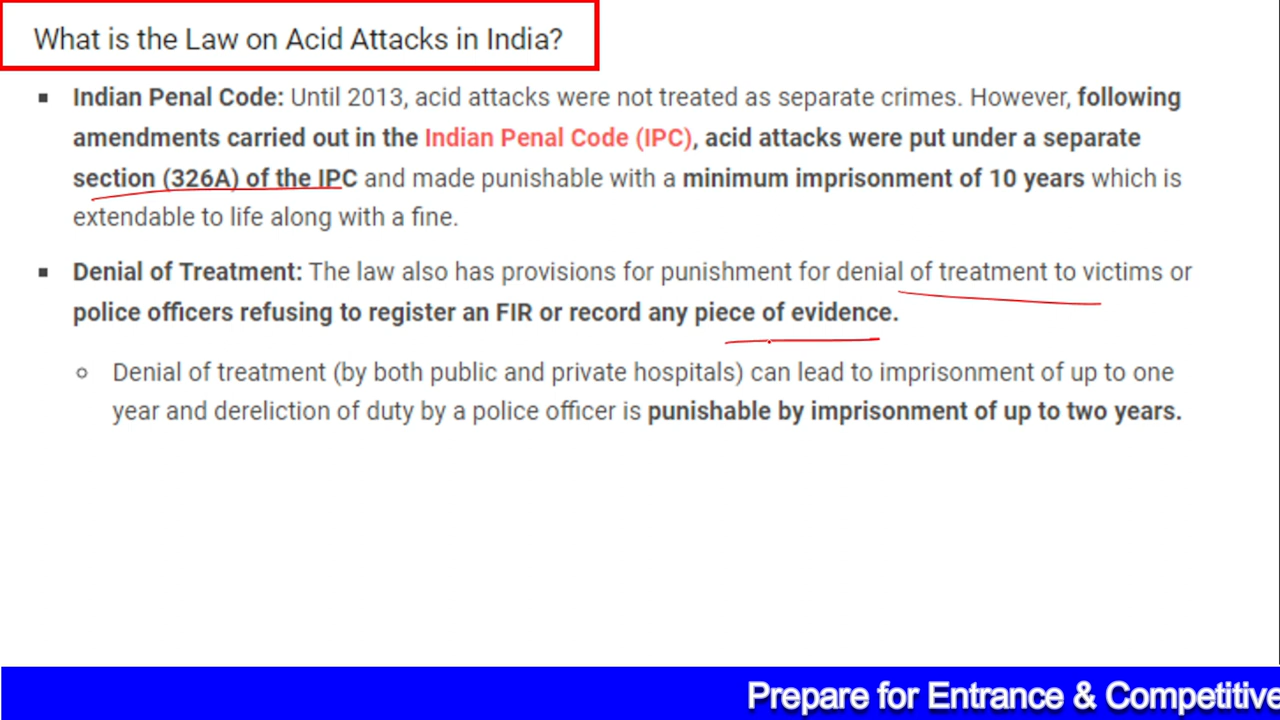 What is the Law on Acid Attacks in India?
▪ Indian Penal Code: Until 2013, acid attacks were not treated as separate crimes. However, following
amendments carried out in the Indian Penal Code (IPC), acid attacks were put under a separate
section (326A) of the IPC and made punishable with a minimum imprisonment of 10 years which is
extendable to life along with a fine.
▪ Denial of Treatment: The law also has provisions for punishment for denial of treatment to victims or
police officers refusing to register an FIR or record any piece of evidence.
○ Denial of treatment (by both public and private hospitals) can lead to imprisonment of up to one
year and dereliction of duty by a police officer is punishable by imprisonment of up to two years.
Prepare for Entrance & Competitive